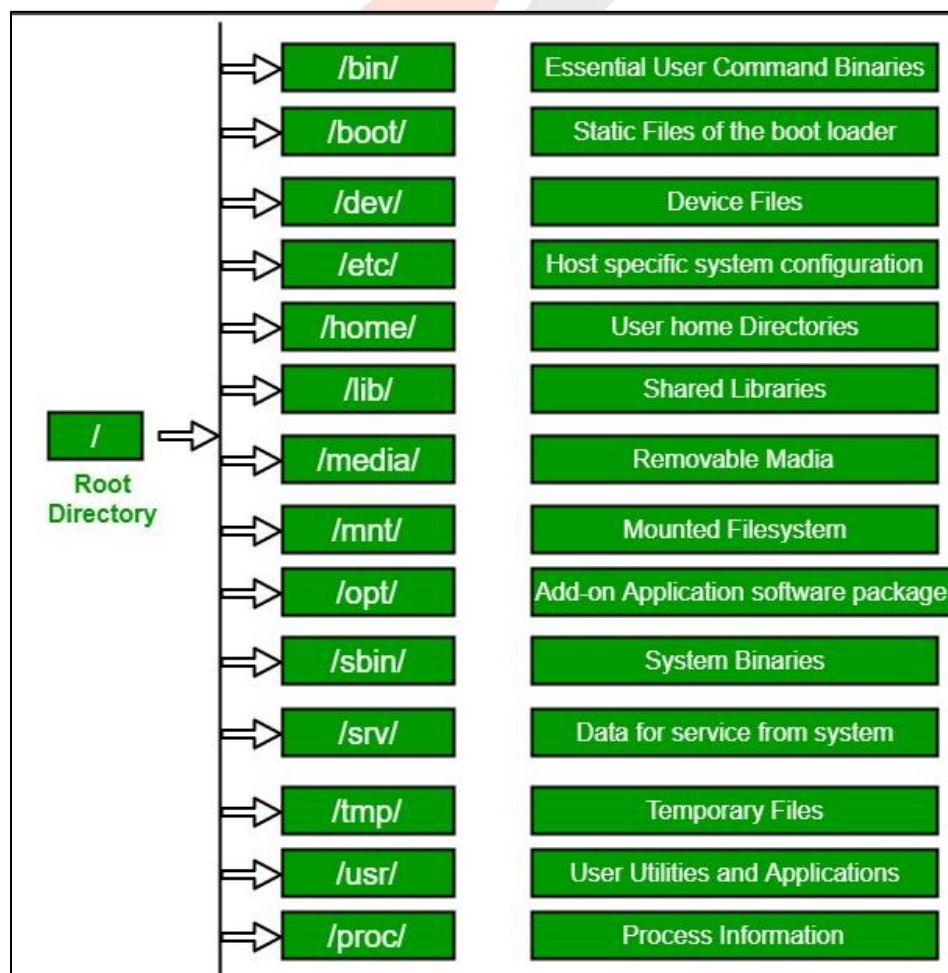 /bin/ Essential User Command Binaries
/boot/ Static Files of the boot loader
/dev/ Device Files
/etc/ Host specific system configuration
/home/ User home Directories
/lib/ Shared Libraries
/
Root
Directory
/media/ Removable Madia
/mnt/ Mounted Filesystem
/opt/ Add-on Application software package
/sbin/ System Binaries
/srv/ Data for service from system
/tmp/ Temporary Files
/usr/ User Utilities and Applications
/proc/ Process Information